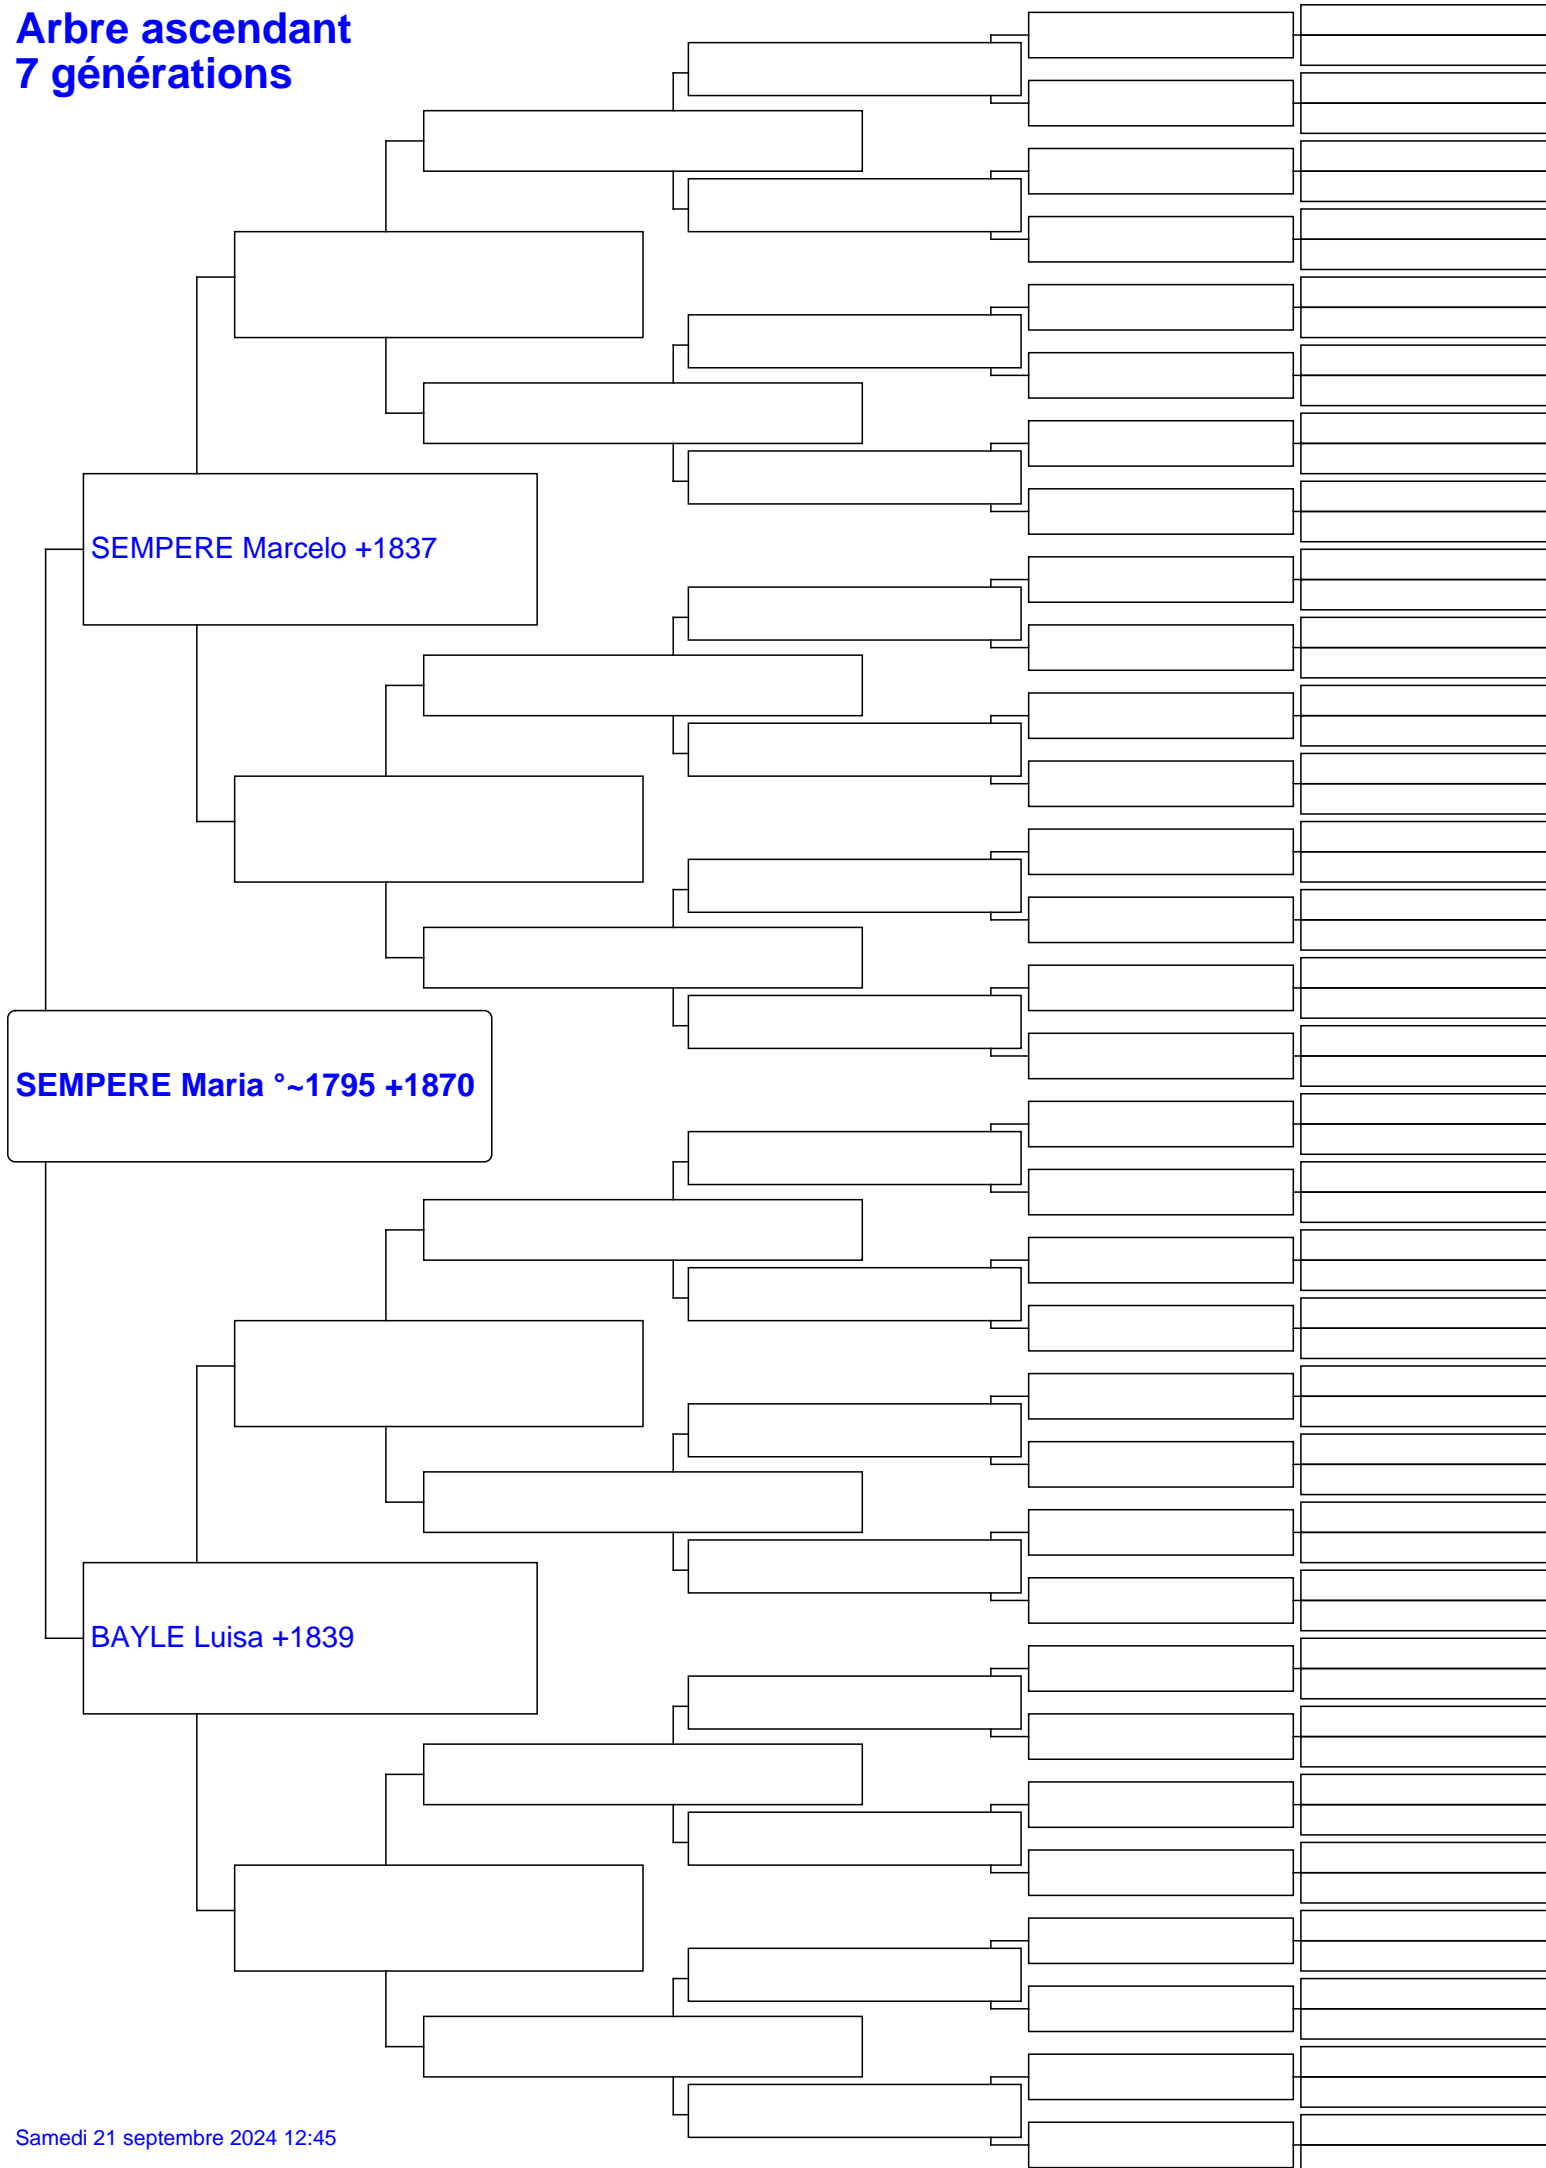 Arbre ascendant
7 générations
SEMPERE Marcelo +1837
SEMPERE Maria °~1795 +1870
BAYLE Luisa +1839
Samedi 21 septembre 2024 12:45